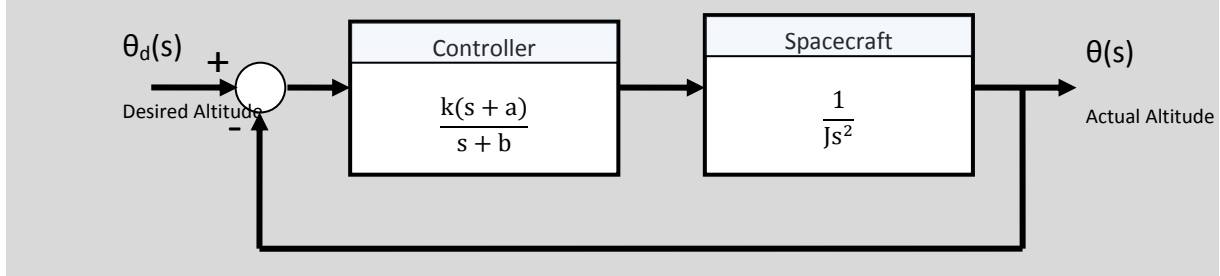 θd(s)
+
Desired Altitude
-
Controller
k(s + a)
s + b
Spacecraft
1
Js²
θ(s)
Actual Altitude